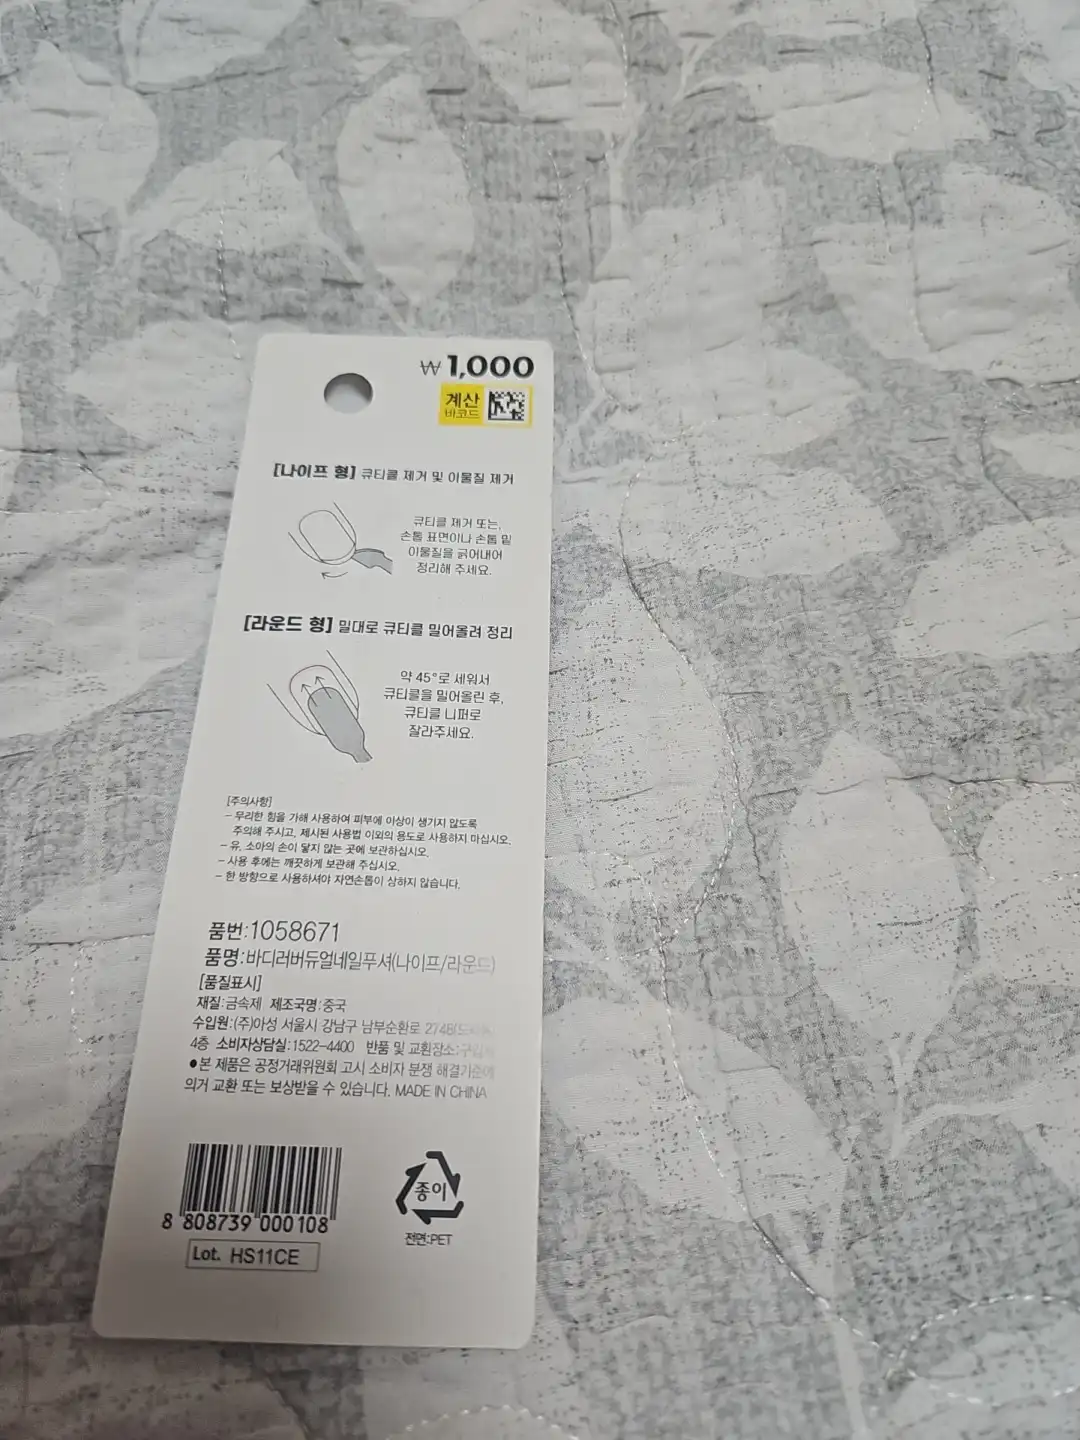 ₩1,000
계산
바코드
[나이프 형] 큐티클 제거 및 이물질 제거
큐티클 제거 또는,
손톱 표면이나 손톱 밑
이물질을 긁어내어
정리해 주세요.
[라운드 형] 밀대로 큐티클 밀어올려 정리
약 45°로 세워서
큐티클을 밀어올린 후,
큐티클 니퍼로
잘라주세요.
[주의사항]
- 무리한 힘을 가해 사용하여 피부에 이상이 생기지 않도록
주의해 주시고, 제시된 사용법 이외의 용도로 사용하지 마십시오.
- 유, 소아의 손이 닿지 않는 곳에 보관하십시오.
- 사용 후에는 깨끗하게 보관해 주십시오.
- 한 방향으로 사용하셔야 자연손톱이 상하지 않습니다.
품번:1058671
품명:바디러버듀얼네일푸셔(나이프/라운드)
[품질표시]
재질:금속제 제조국명:중국
수입원:(주)아성 서울시 강남구 남부순환로 2748
4층 소비자상담실:1522-4400 반품 및 교환장소:구입
●본 제품은 공정거래위원회 고시 소비자 분쟁 해결기준에
의거 교환 또는 보상받을 수 있습니다. MADE IN CHINA
8 808739 000108
Lot. HS11CE
종이
전면:PET